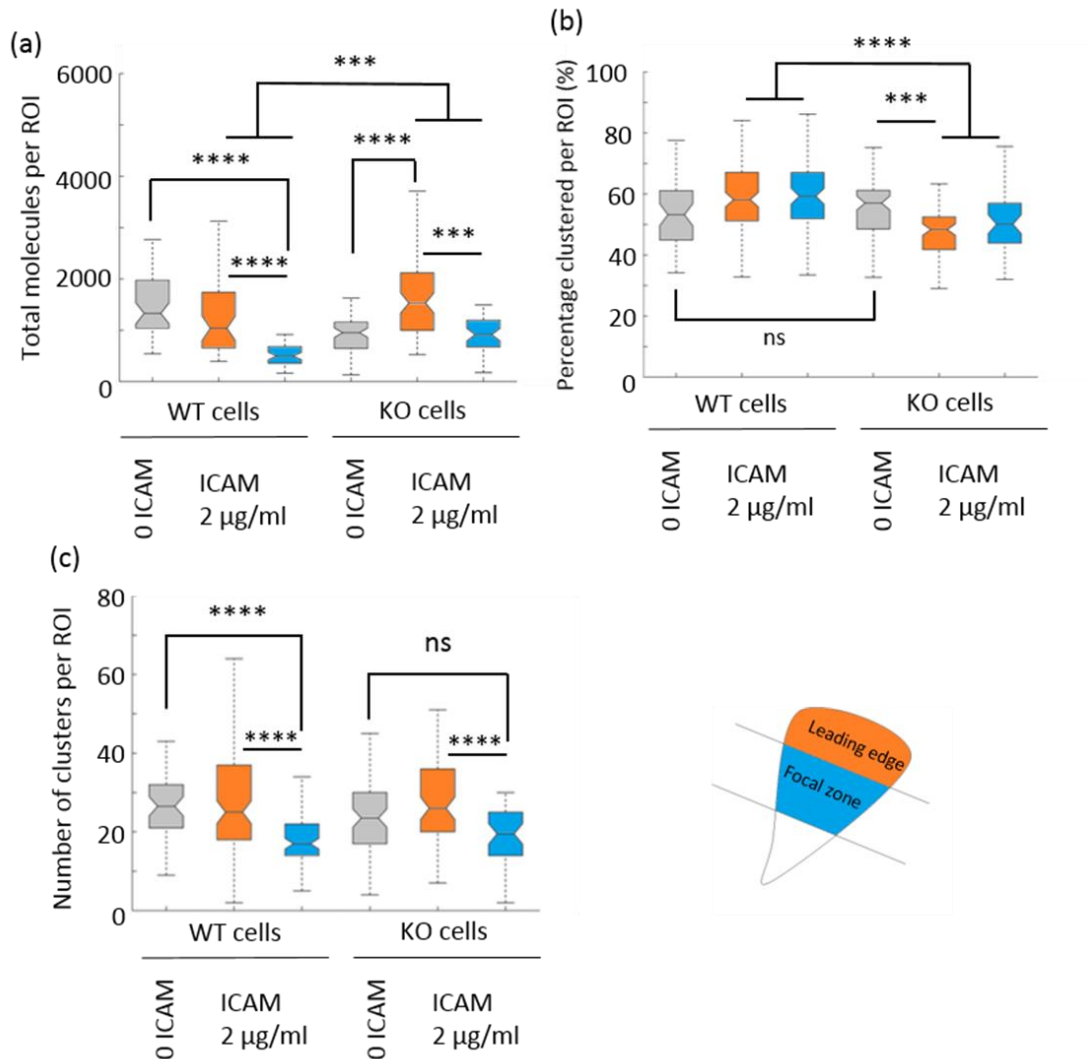 (a)
Total molecules per ROI
6000
4000
2000
0
***
****
****
****
***
WT cells
KO cells
0 ICAM
ICAM
2 µg/ml
0 ICAM
ICAM
2 µg/ml
(b)
Percentage clustered per ROI (%)
100
80
60
40
20
0
****
***
ns
WT cells
KO cells
0 ICAM
ICAM
2 µg/ml
0 ICAM
ICAM
2 µg/ml
(c)
Number of clusters per ROI
80
60
40
20
0
****
****
ns
****
WT cells
KO cells
0 ICAM
ICAM
2 µg/ml
0 ICAM
ICAM
2 µg/ml
Leading edge
Focal zone